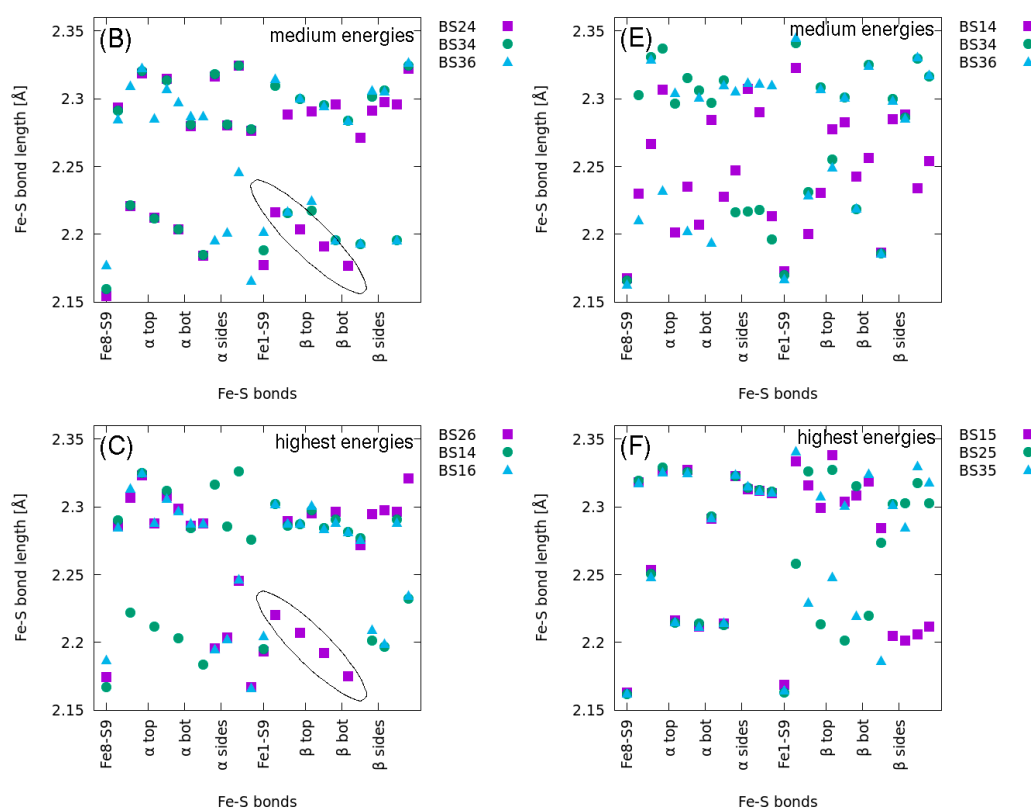 (B)
medium energies
BS24
BS34
BS36
2.35
2.3
2.25
2.2
2.15
Fe-S bond length [Å]
Fe8-S9
α top
α bot
α sides
Fe1-S9
β top
β bot
β sides
Fe-S bonds
(E)
medium energies
BS14
BS34
BS36
2.35
2.3
2.25
2.2
2.15
Fe-S bond length [Å]
Fe8-S9
α top
α bot
α sides
Fe1-S9
β top
β bot
β sides
Fe-S bonds
(C)
highest energies
BS26
BS14
BS16
2.35
2.3
2.25
2.2
2.15
Fe-S bond length [Å]
Fe8-S9
α top
α bot
α sides
Fe1-S9
β top
β bot
β sides
Fe-S bonds
(F)
highest energies
BS15
BS25
BS35
2.35
2.3
2.25
2.2
2.15
Fe-S bond length [Å]
Fe8-S9
α top
α bot
α sides
Fe1-S9
β top
β bot
β sides
Fe-S bonds